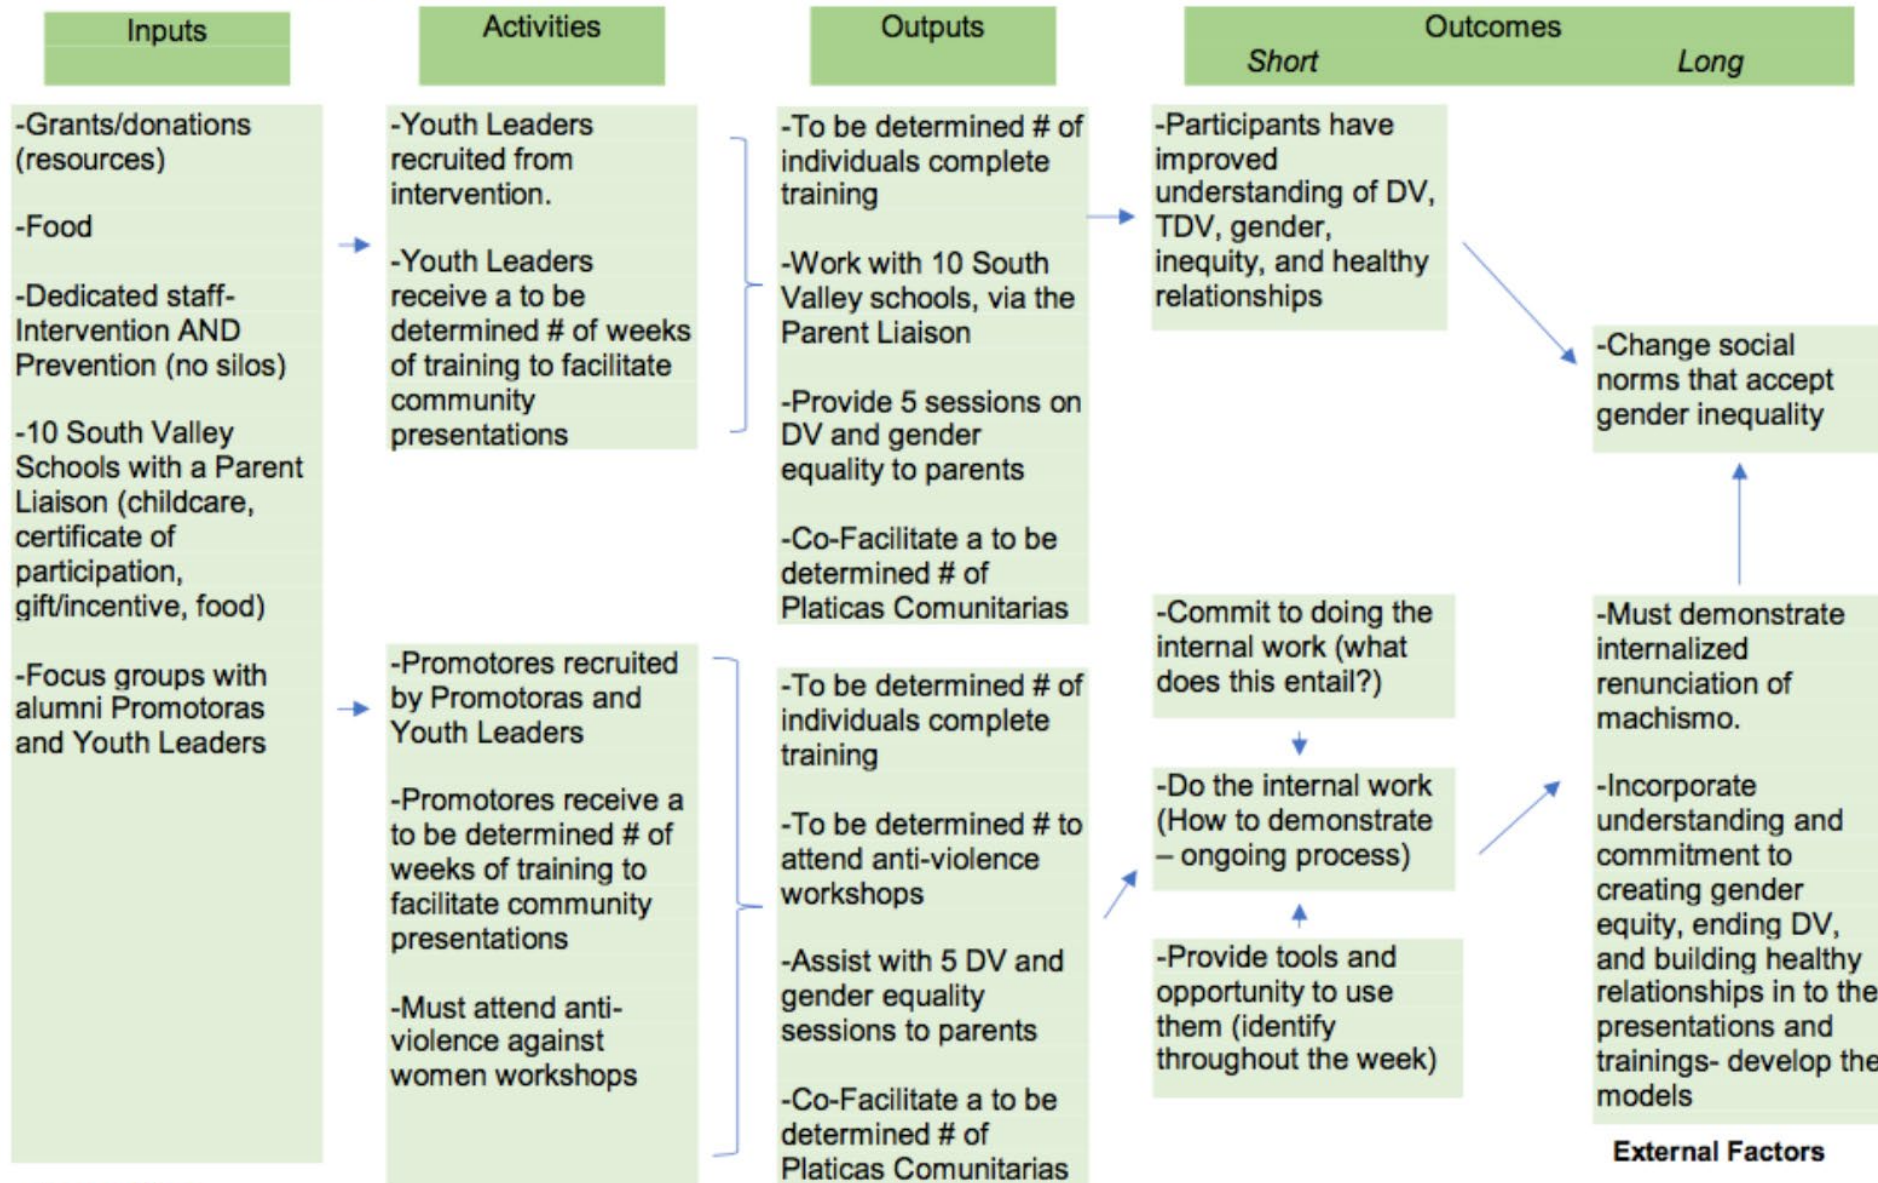 Inputs
Activities
Outputs
Outcomes
Short
Long
-Grants/donations
(resources)
-Food
-Dedicated staff-
Intervention AND
Prevention (no silos)
-10 South Valley
Schools with a Parent
Liaison (childcare,
certificate of
participation,
gift/incentive, food)
-Focus groups with
alumni Promotoras
and Youth Leaders
-Youth Leaders
recruited from
intervention.
-Youth Leaders
receive a to be
determined # of weeks
of training to facilitate
community
presentations
-Promotores recruited
by Promotoras and
Youth Leaders
-Promotores receive a
to be determined # of
weeks of training to
facilitate community
presentations
-Must attend anti-
violence against
women workshops
-To be determined # of
individuals complete
training
-Work with 10 South
Valley schools, via the
Parent Liaison
-Provide 5 sessions on
DV and gender
equality to parents
-Co-Facilitate a to be
determined # of
Platicas Comunitarias
-To be determined # of
individuals complete
training
-To be determined # to
attend anti-violence
workshops
-Assist with 5 DV and
gender equality
sessions to parents
-Co-Facilitate a to be
determined # of
Platicas Comunitarias
-Participants have
improved
understanding of DV,
TDV, gender,
inequity, and healthy
relationships
-Commit to doing the
internal work (what
does this entail?)
-Do the internal work
(How to demonstrate
– ongoing process)
-Provide tools and
opportunity to use
them (identify
throughout the week)
-Change social
norms that accept
gender inequality
-Must demonstrate
internalized
renunciation of
machismo.
-Incorporate
understanding and
commitment to
creating gender
equity, ending DV,
and building healthy
relationships in to the
presentations and
trainings- develop the
models
External Factors